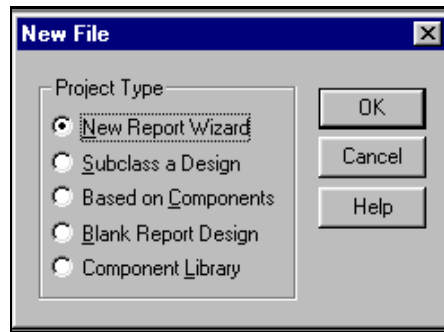 New File
Project Type
New Report Wizard
Subclass a Design
Based on Components
Blank Report Design
Component Library
OK
Cancel
Help